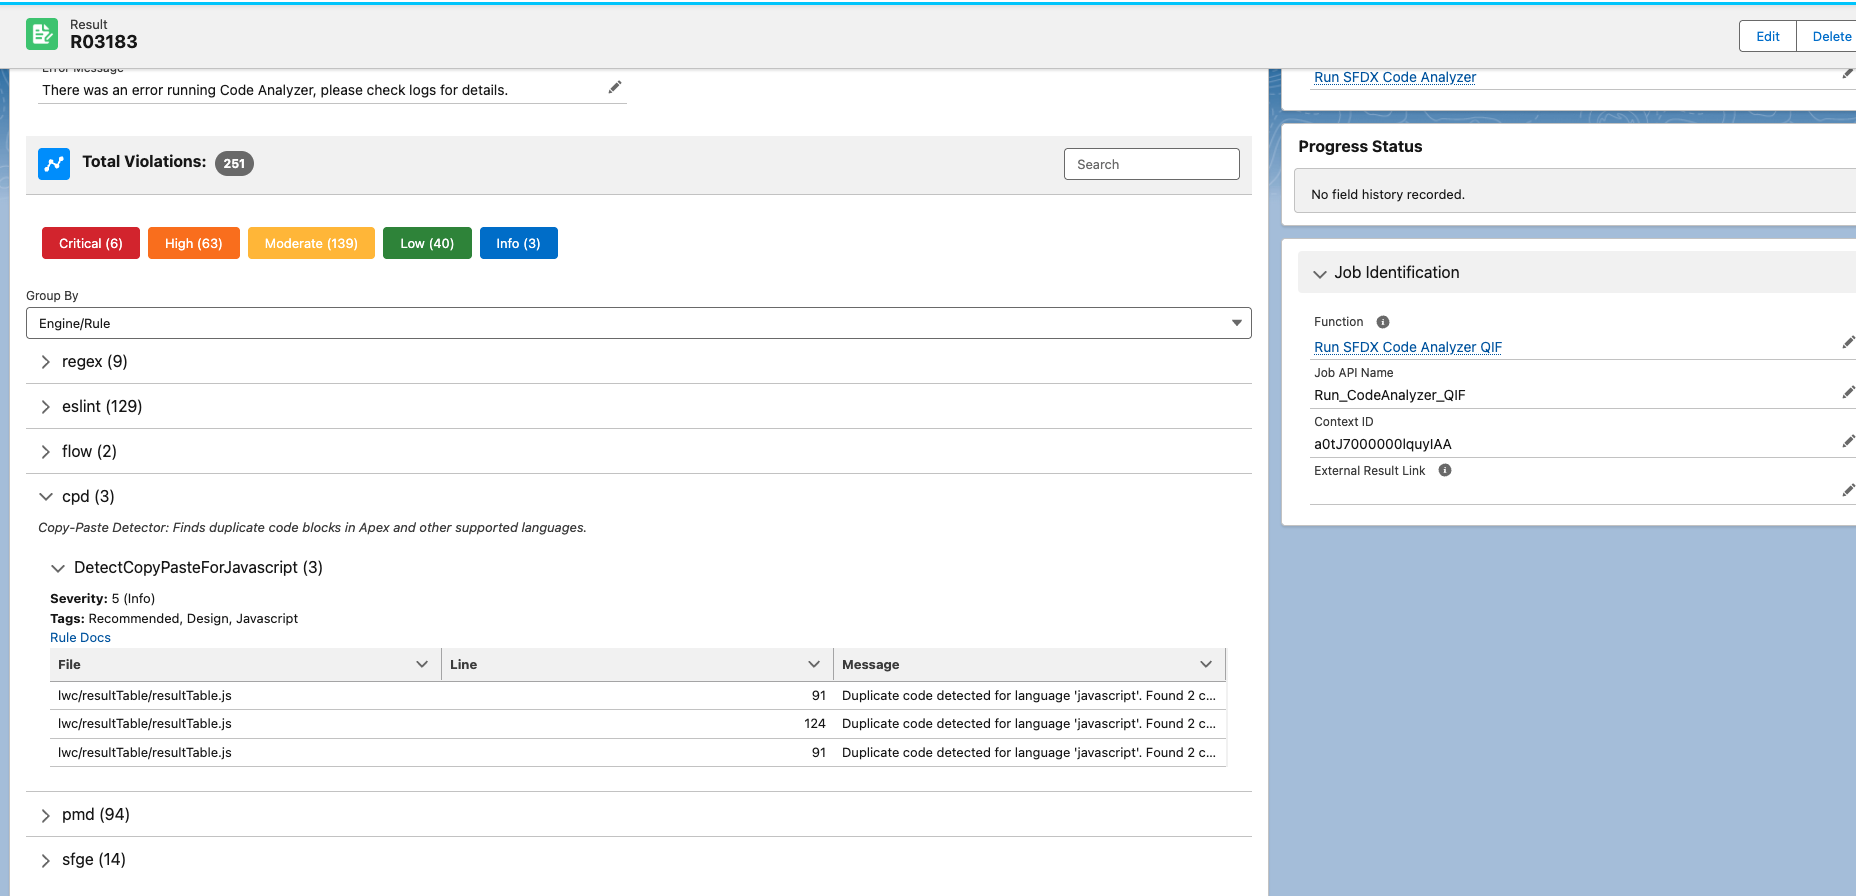 Result
R03183
Edit
Delete
Error Message
There was an error running Code Analyzer, please check logs for details.
Total Violations: 251
Search
Critical (6)
High (63)
Moderate (139)
Low (40)
Info (3)
Group By
Engine/Rule
regex (9)
eslint (129)
flow (2)
cpd (3)
Copy-Paste Detector: Finds duplicate code blocks in Apex and other supported languages.
DetectCopyPasteForJavascript (3)
Severity: 5 (Info)
Tags: Recommended, Design, Javascript
Rule Docs
File Line Message
lwc/resultTable/resultTable.js 91 Duplicate code detected for language 'javascript'. Found 2 c...
lwc/resultTable/resultTable.js 124 Duplicate code detected for language 'javascript'. Found 2 c...
lwc/resultTable/resultTable.js 91 Duplicate code detected for language 'javascript'. Found 2 c...
pmd (94)
sfge (14)
Run SFDX Code Analyzer
Progress Status
No field history recorded.
Job Identification
Function
Run SFDX Code Analyzer QIF
Job API Name
Run_CodeAnalyzer_QIF
Context ID
a0tJ7000000lquyIAA
External Result Link